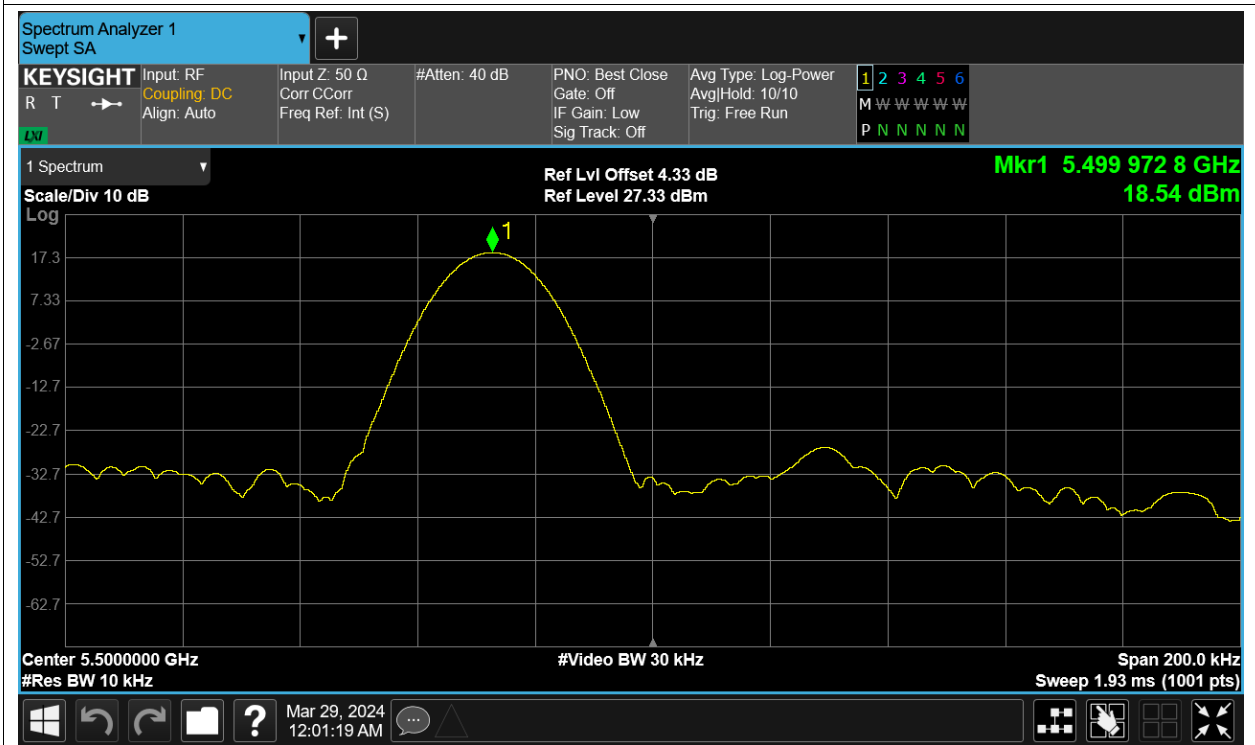 Spectrum Analyzer 1
Swept SA
KEYSIGHT
R T
LXI
Input: RF
Coupling: DC
Align: Auto
Input Z: 50 Ω
Corr CCorr
Freq Ref: Int (S)
#Atten: 40 dB
PNO: Best Close
Gate: Off
IF Gain: Low
Sig Track: Off
Avg Type: Log-Power
Avg|Hold: 10/10
Trig: Free Run
1 2 3 4 5 6
M W W W W W W
P N N N N N N
1 Spectrum
Scale/Div 10 dB
Log
Ref Lvl Offset 4.33 dB
Ref Level 27.33 dBm
Mkr1 5.499 972 8 GHz
18.54 dBm
1
17.3
7.33
-2.67
-12.7
-22.7
-32.7
-42.7
-52.7
-62.7
Center 5.5000000 GHz
#Res BW 10 kHz
#Video BW 30 kHz
Span 200.0 kHz
Sweep 1.93 ms (1001 pts)
?
Mar 29, 2024
12:01:19 AM